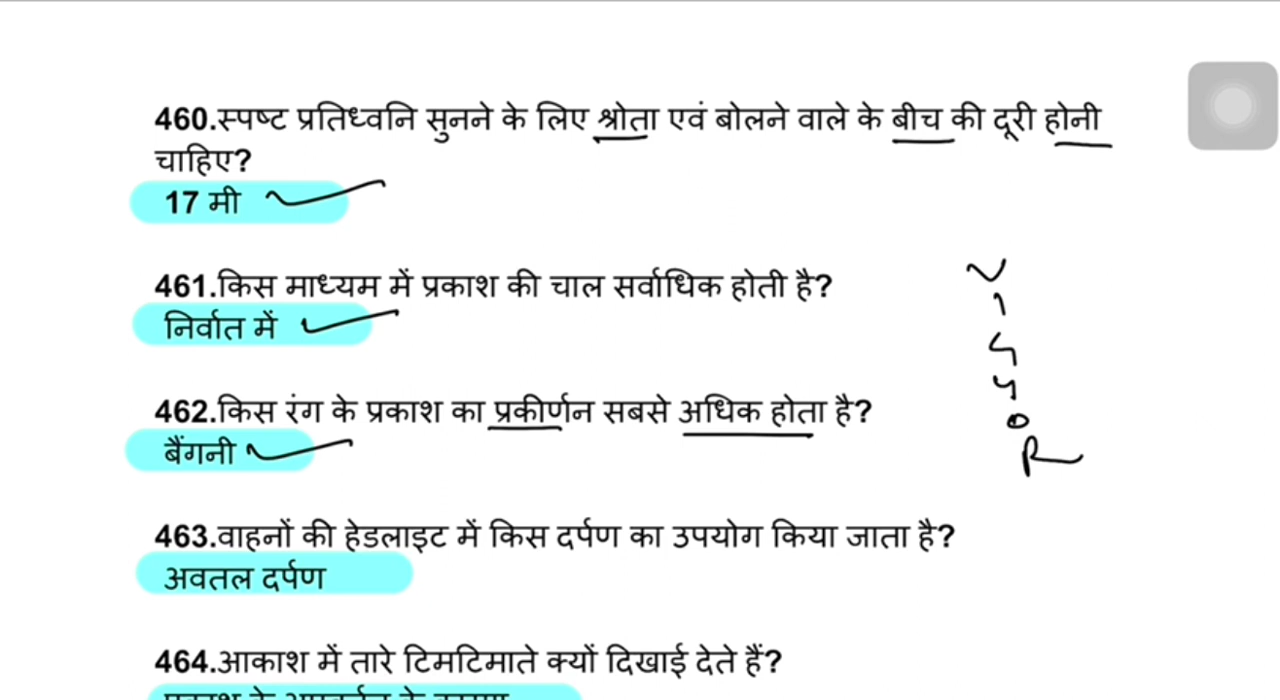 460.स्पष्ट प्रतिध्वनि सुनने के लिए श्रोता एवं बोलने वाले के बीच की दूरी होनी
चाहिए?
17 मी
461.किस माध्यम में प्रकाश की चाल सर्वाधिक होती है?
निर्वात में
462.किस रंग के प्रकाश का प्रकीर्णन सबसे अधिक होता है?
बैंगनी
463.वाहनों की हेडलाइट में किस दर्पण का उपयोग किया जाता है?
अवतल दर्पण
464.आकाश में तारे टिमटिमाते क्यों दिखाई देते हैं?
V
O
R